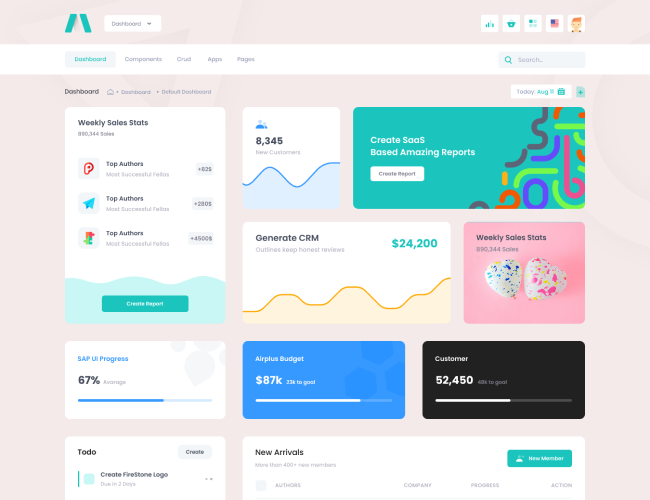 Dashboard
Dashboard
Components
Crud
Apps
Pages
Search...
Dashboard
Dashboard
Default Dashboard
Today: Aug 11
Weekly Sales Stats
890,344 Sales
Top Authors
Most Successful Fellas
+82$
Top Authors
Most Successful Fellas
+280$
Top Authors
Most Successful Fellas
+4500$
Create Report
8,345
New Customers
Create SaaS
Based Amazing Reports
Create Report
Generate CRM
Outlines keep honest reviews
$24,200
Weekly Sales Stats
890,344 Sales
SAP UI Progress
67% Avarage
Airplus Budget
$87k 23k to goal
Customer
52,450 48k to goal
Todo
Create
Create FireStone Logo
Due in 2 Days
New Arrivals
More than 400+ new members
New Member
AUTHORS
COMPANY
PROGRESS
ACTION